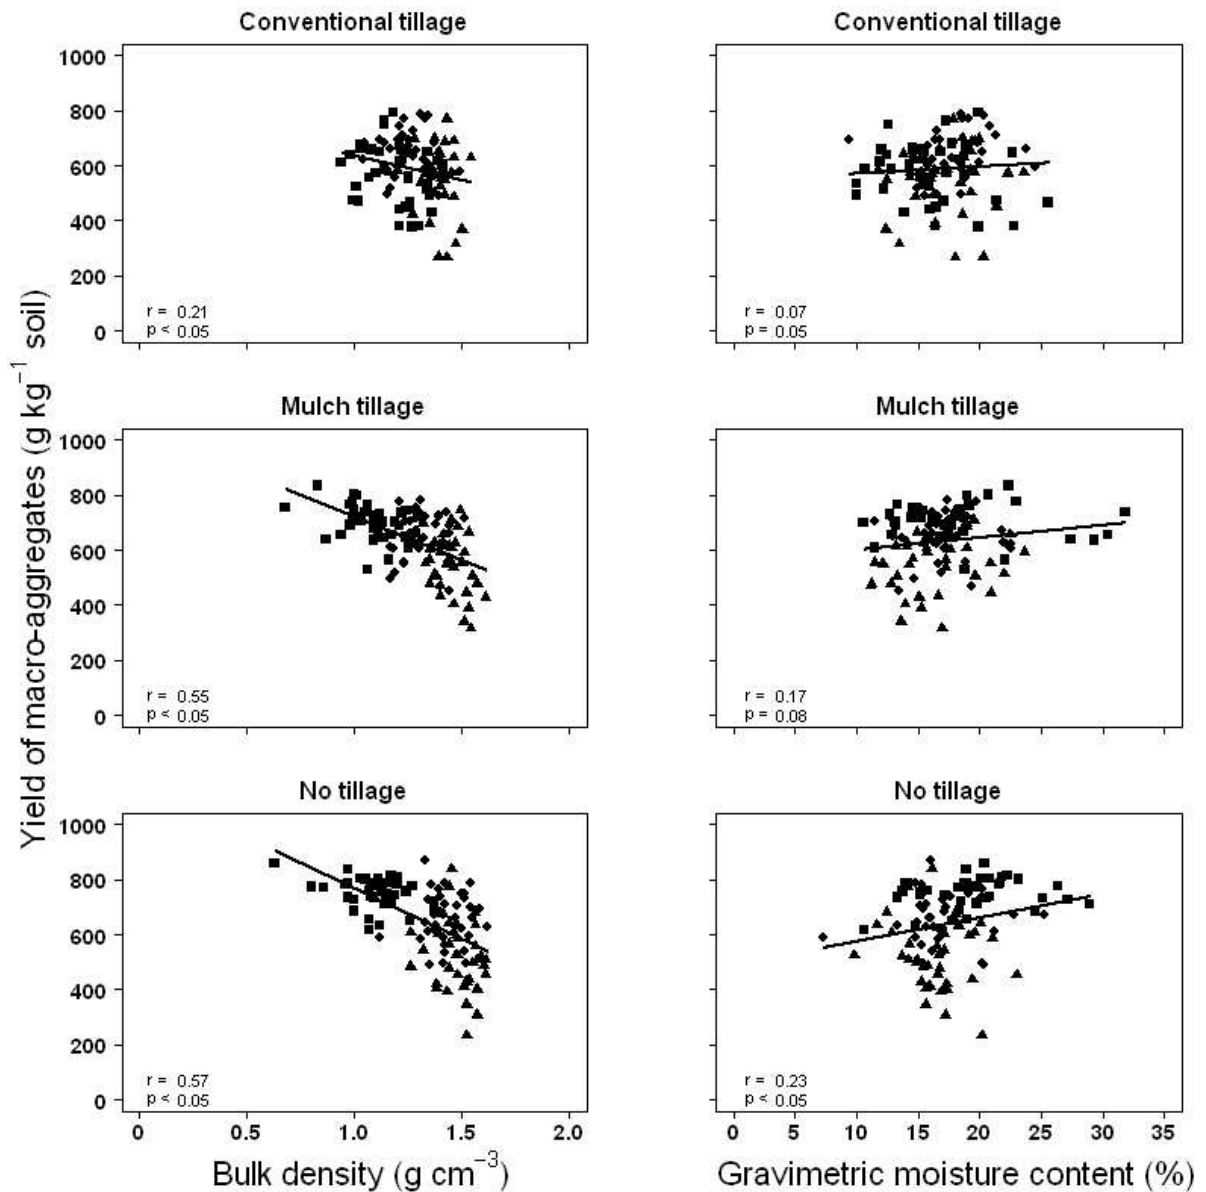 Conventional tillage
1000
800
600
400
200
0
r = 0.21
p < 0.05
Conventional tillage
r = 0.07
p = 0.05
Mulch tillage
1000
800
600
400
200
0
r = 0.55
p < 0.05
Mulch tillage
r = 0.17
p = 0.08
No tillage
1000
800
600
400
200
0
r = 0.57
p < 0.05
0 0.5 1.0 1.5 2.0
Bulk density (g cm⁻³)
No tillage
r = 0.23
p < 0.05
0 5 10 15 20 25 30 35
Gravimetric moisture content (%)
Yield of macro-aggregates (g kg⁻¹ soil)